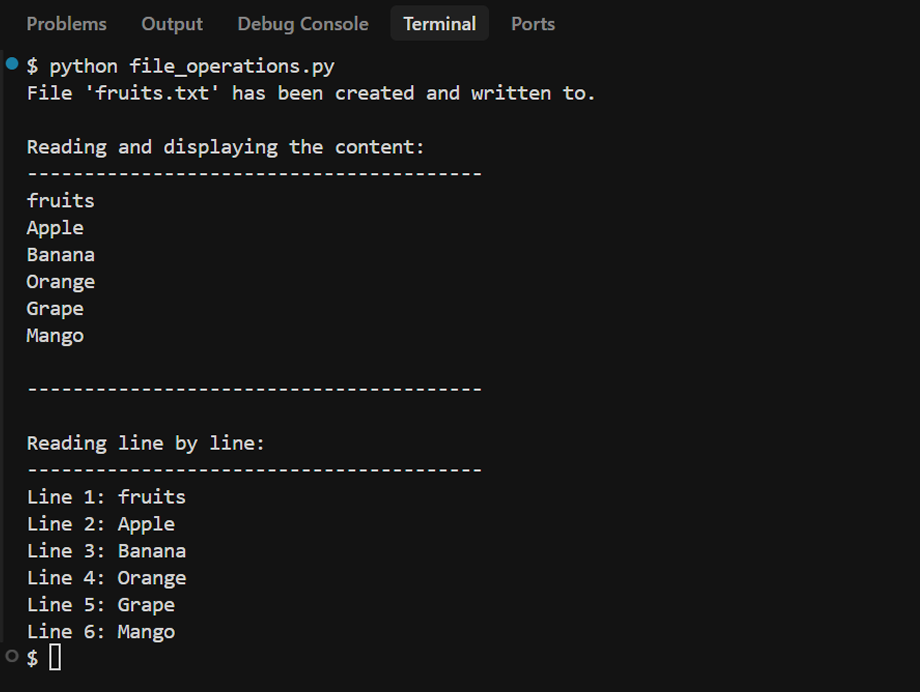 Problems Output Debug Console Terminal Ports
$ python file_operations.py
File 'fruits.txt' has been created and written to.
Reading and displaying the content:
----------------------------------------
fruits
Apple
Banana
Orange
Grape
Mango
----------------------------------------
Reading line by line:
----------------------------------------
Line 1: fruits
Line 2: Apple
Line 3: Banana
Line 4: Orange
Line 5: Grape
Line 6: Mango
$